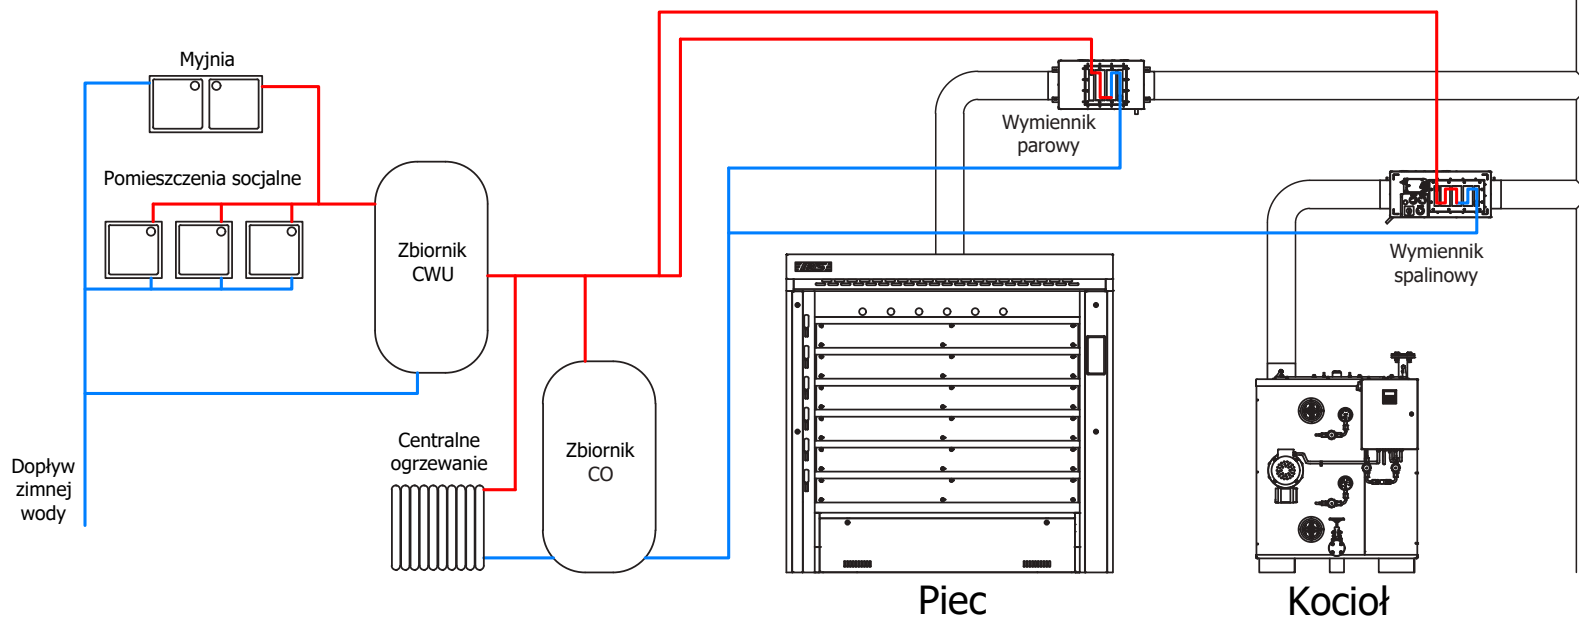 Myjnia
Pomieszczenia socjalne
Zbiornik
CWU
Dopływ
zimnej
wody
Centralne
ogrzewanie
Zbiornik
CO
Wymiennik
parowy
Wymiennik
spalinowy
Piec
Kocioł